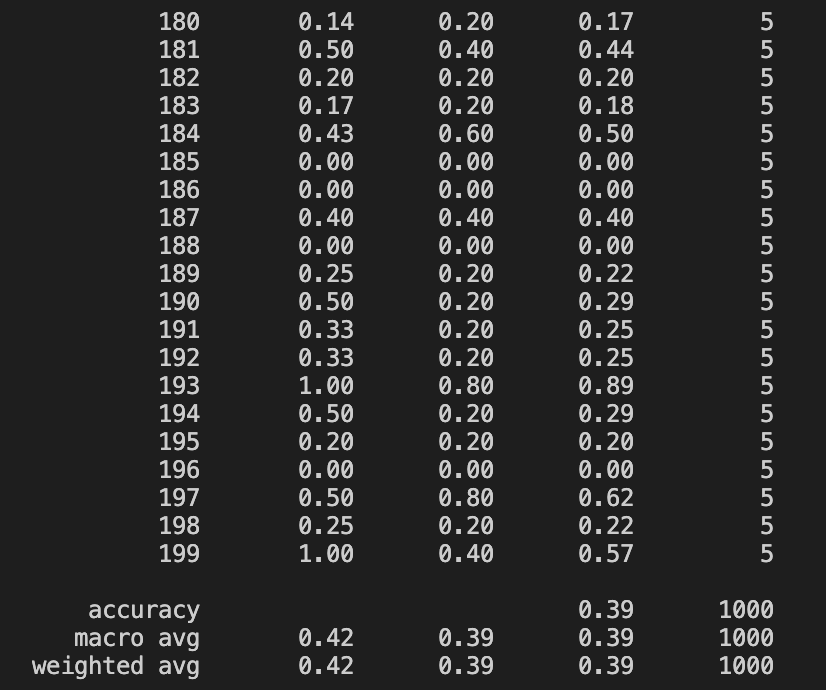 180 0.14 0.20 0.17 5
181 0.50 0.40 0.44 5
182 0.20 0.20 0.20 5
183 0.17 0.20 0.18 5
184 0.43 0.60 0.50 5
185 0.00 0.00 0.00 5
186 0.00 0.00 0.00 5
187 0.40 0.40 0.40 5
188 0.00 0.00 0.00 5
189 0.25 0.20 0.22 5
190 0.50 0.20 0.29 5
191 0.33 0.20 0.25 5
192 0.33 0.20 0.25 5
193 1.00 0.80 0.89 5
194 0.50 0.20 0.29 5
195 0.20 0.20 0.20 5
196 0.00 0.00 0.00 5
197 0.50 0.80 0.62 5
198 0.25 0.20 0.22 5
199 1.00 0.40 0.57 5
accuracy 0.39 1000
macro avg 0.42 0.39 0.39 1000
weighted avg 0.42 0.39 0.39 1000